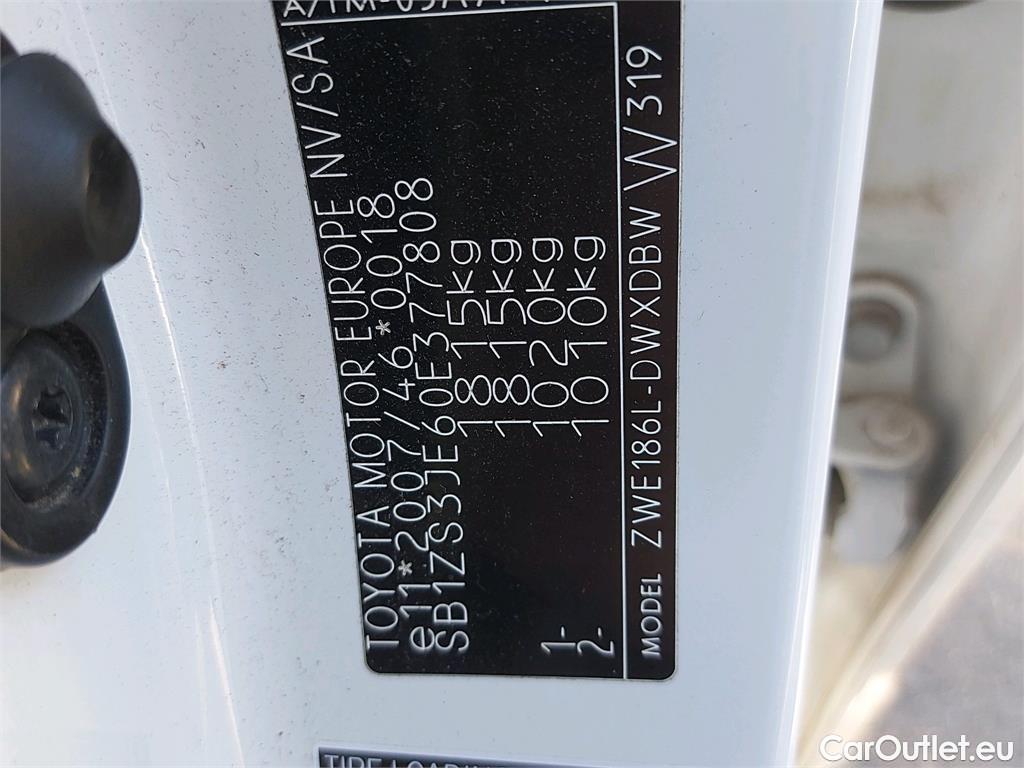 TOYOTA MOTOR EUROPE NV/SA
e11*2007/46*0018
SB1ZS3JE60E377808
1815kg
1815kg
1- 1020kg
2- 1010kg
MODEL ZWE186L-DWXDBW W 319
CarOutlet.eu